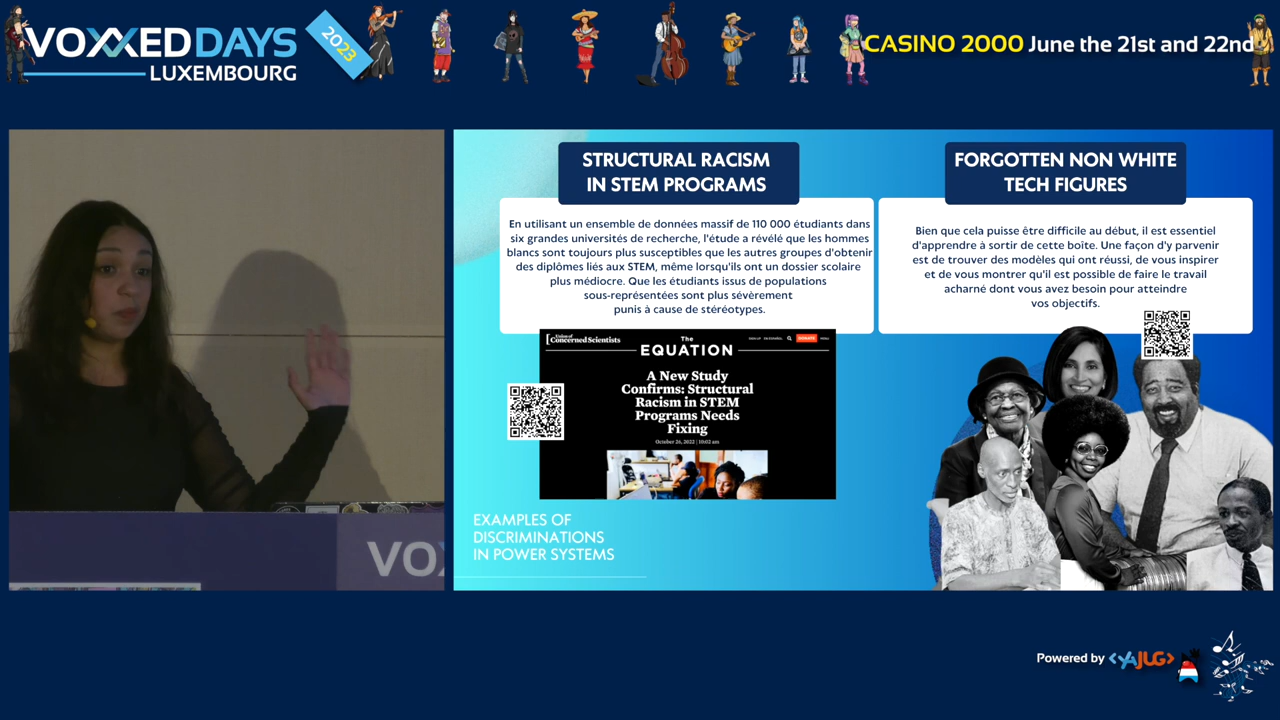 VOXXED DAYS
LUXEMBOURG
2023
CASINO 2000 June the 21st and 22nd
STRUCTURAL RACISM
IN STEM PROGRAMS
En utilisant un ensemble de données massif de 110 000 étudiants dans
six grandes universités de recherche, l'étude a révélé que les hommes
blancs sont toujours plus susceptibles que les autres groupes d'obtenir
des diplômes liés aux STEM, même lorsqu'ils ont un dossier scolaire
plus médiocre. Que les étudiants issus de populations
sous-représentées sont plus sévèrement
punis à cause de stéréotypes.
FORGOTTEN NON WHITE
TECH FIGURES
Bien que cela puisse être difficile au début, il est essentiel
d'apprendre à sortir de cette boîte. Une façon d'y parvenir
est de trouver des modèles qui ont réussi, de vous inspirer
et de vous montrer qu'il est possible de faire le travail
acharné dont vous avez besoin pour atteindre
vos objectifs.
Union of
Concerned Scientists
The
EQUATION
SIGN UP EN ESPAÑOL DONATE MENU
A New Study
Confirms: Structural
Racism in STEM
Programs Needs
Fixing
October 26, 2022 | 10:02 am
EXAMPLES OF
DISCRIMINATIONS
IN POWER SYSTEMS
VOX
Powered by <YAJUG>